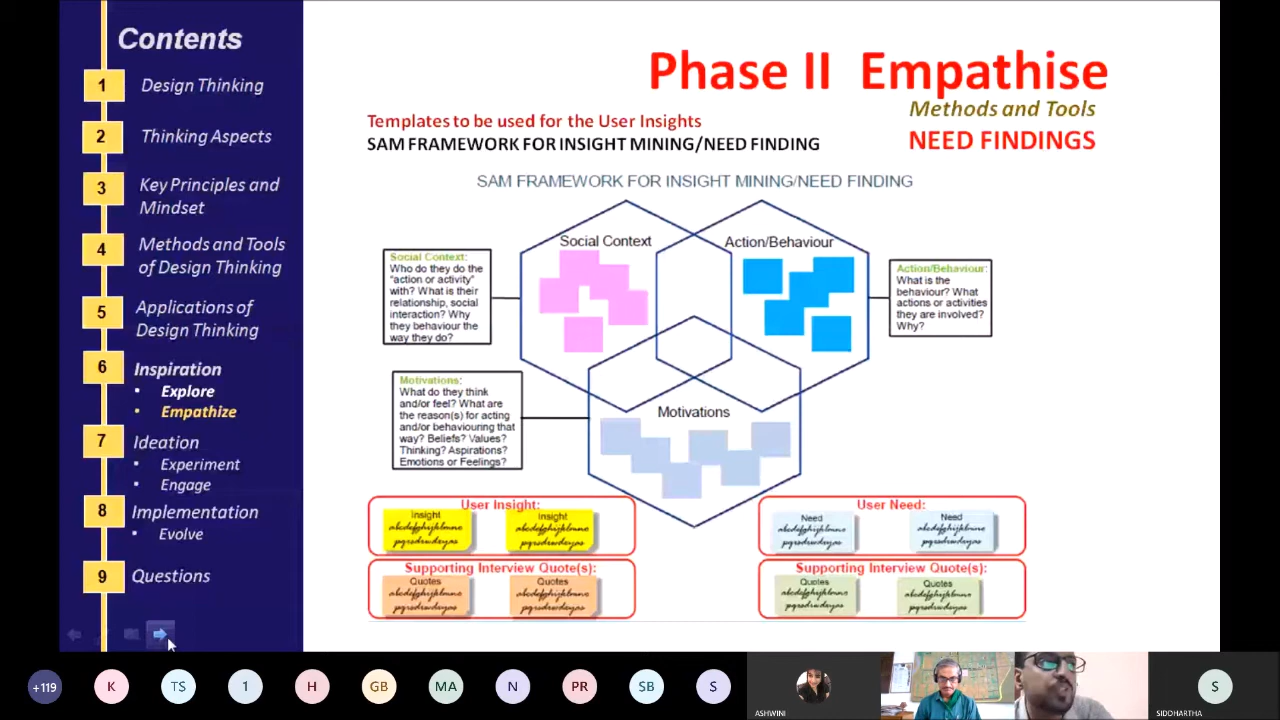 Contents
1
Design Thinking
2
Thinking Aspects
3
Key Principles and
Mindset
4
Methods and Tools
of Design Thinking
5
Applications of
Design Thinking
6
Inspiration
• Explore
• Empathize
7
Ideation
• Experiment
• Engage
8
Implementation
• Evolve
9
Questions
Phase II Empathise
Methods and Tools
NEED FINDINGS
Templates to be used for the User Insights
SAM FRAMEWORK FOR INSIGHT MINING/NEED FINDING
SAM FRAMEWORK FOR INSIGHT MINING/NEED FINDING
Social Context
Action/Behaviour
Social Context:
Who do they do the
"action or activity"
with? What is their
relationship, social
interaction? Why
they behaviour the
way they do?
Action/Behaviour:
What is the
behaviour? What
actions or activities
they are involved?
Why?
Motivations:
What do they think
and/or feel? What are
the reason(s) for acting
and/or behaviouring that
way? Beliefs? Values?
Thinking? Aspirations?
Emotions or Feelings?
Motivations
User Insight:
Insight
Insight
User Need:
Need
Need
Supporting Interview Quote(s):
Quotes
Quotes
Supporting Interview Quote(s):
Quotes
Quotes
+119
K
TS
1
H
GB
MA
N
PR
SB
S
ASHWINI
S
SIDDHARTHA